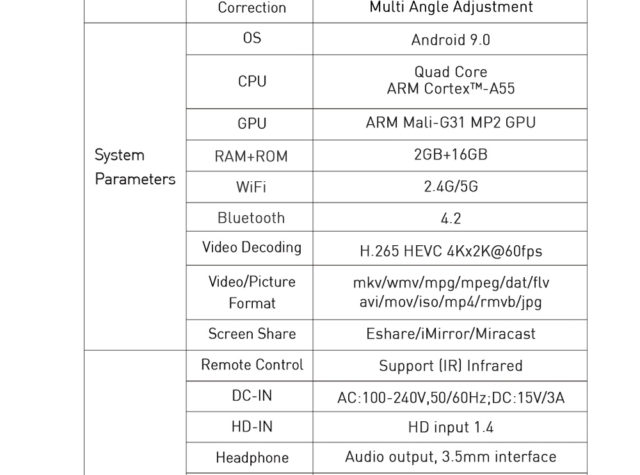 Correction
Multi Angle Adjustment
System
Parameters
OS
Android 9.0
CPU
Quad Core
ARM Cortex™-A55
GPU
ARM Mali-G31 MP2 GPU
RAM+ROM
2GB+16GB
WiFi
2.4G/5G
Bluetooth
4.2
Video Decoding
H.265 HEVC 4Kx2K@60fps
Video/Picture
Format
mkv/wmv/mpg/mpeg/dat/flv
avi/mov/iso/mp4/rmvb/jpg
Screen Share
Eshare/iMirror/Miracast
Remote Control
Support (IR) Infrared
DC-IN
AC:100-240V,50/60Hz;DC:15V/3A
HD-IN
HD input 1.4
Headphone
Audio output, 3.5mm interface